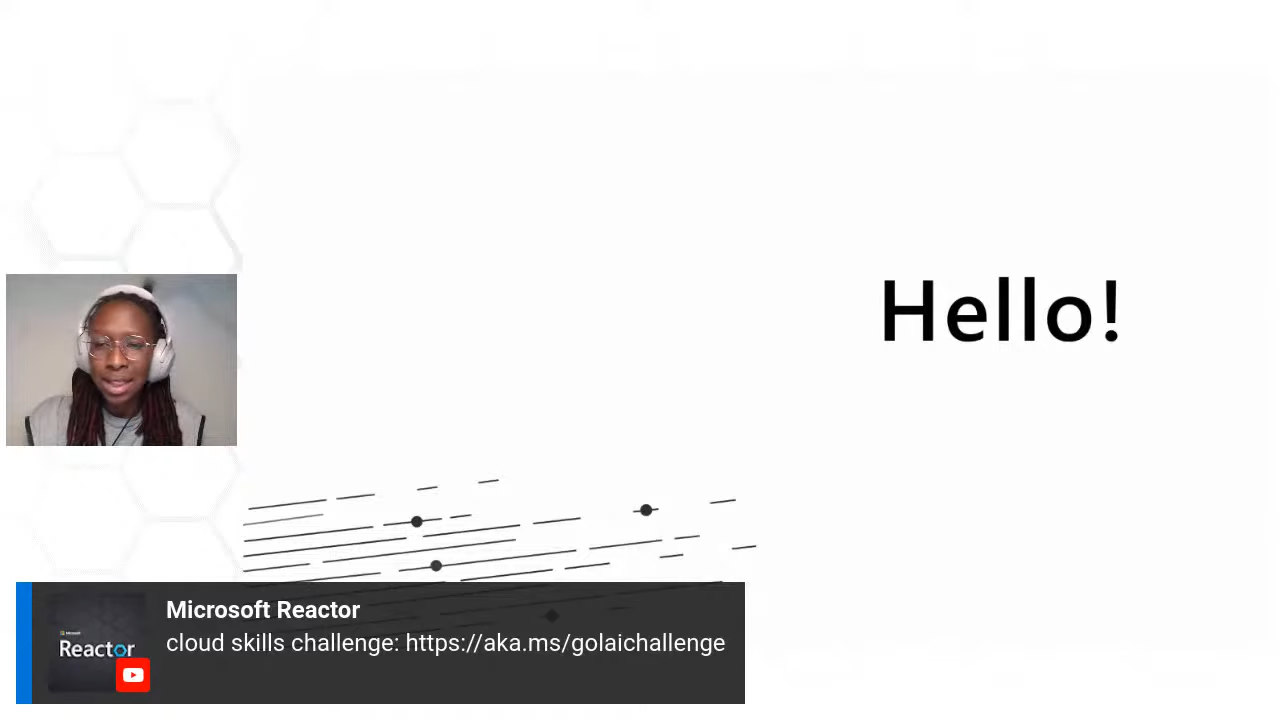 Hello!
Microsoft Reactor
cloud skills challenge: https://aka.ms/golaichallenge
Microsoft
Reactor